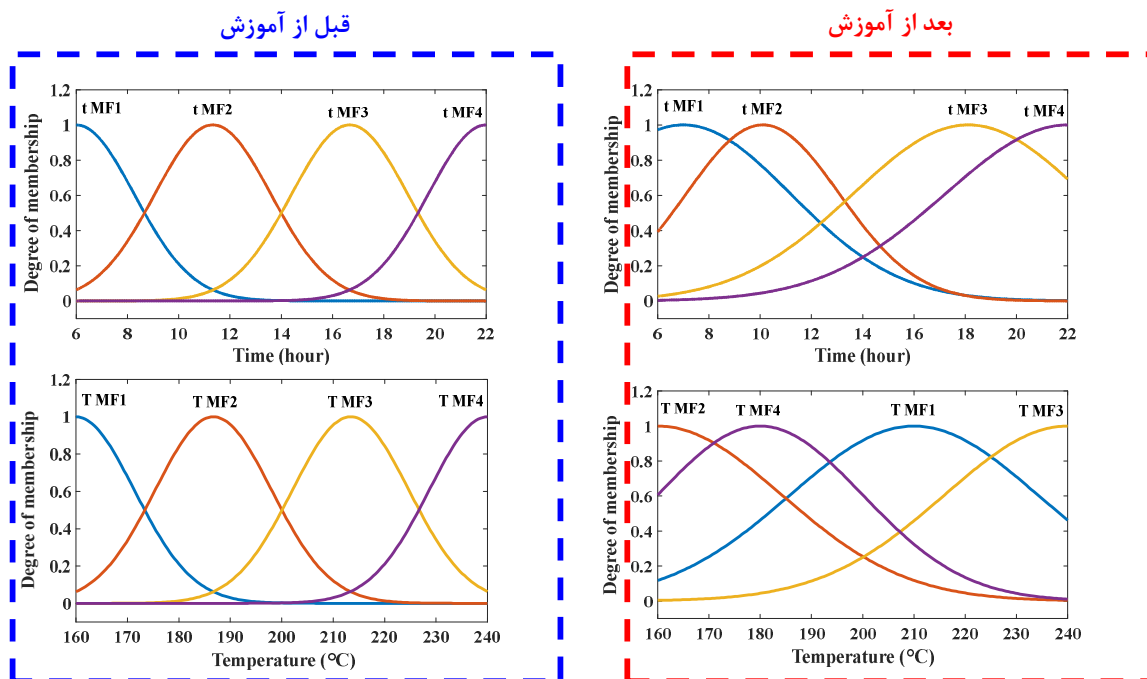 قبل از آموزش
بعد از آموزش
t MF1 t MF2 t MF3 t MF4
Degree of membership
1.2
1
0.8
0.6
0.4
0.2
0
6 8 10 12 14 16 18 20 22
Time (hour)
T MF1 T MF2 T MF3 T MF4
Degree of membership
1.2
1
0.8
0.6
0.4
0.2
0
160 170 180 190 200 210 220 230 240
Temperature (°C)
t MF1 t MF2 t MF3 t MF4
Degree of membership
1.2
1
0.8
0.6
0.4
0.2
0
6 8 10 12 14 16 18 20 22
Time (hour)
T MF2 T MF4 T MF1 T MF3
Degree of membership
1.2
1
0.8
0.6
0.4
0.2
0
160 170 180 190 200 210 220 230 240
Temperature (°C)